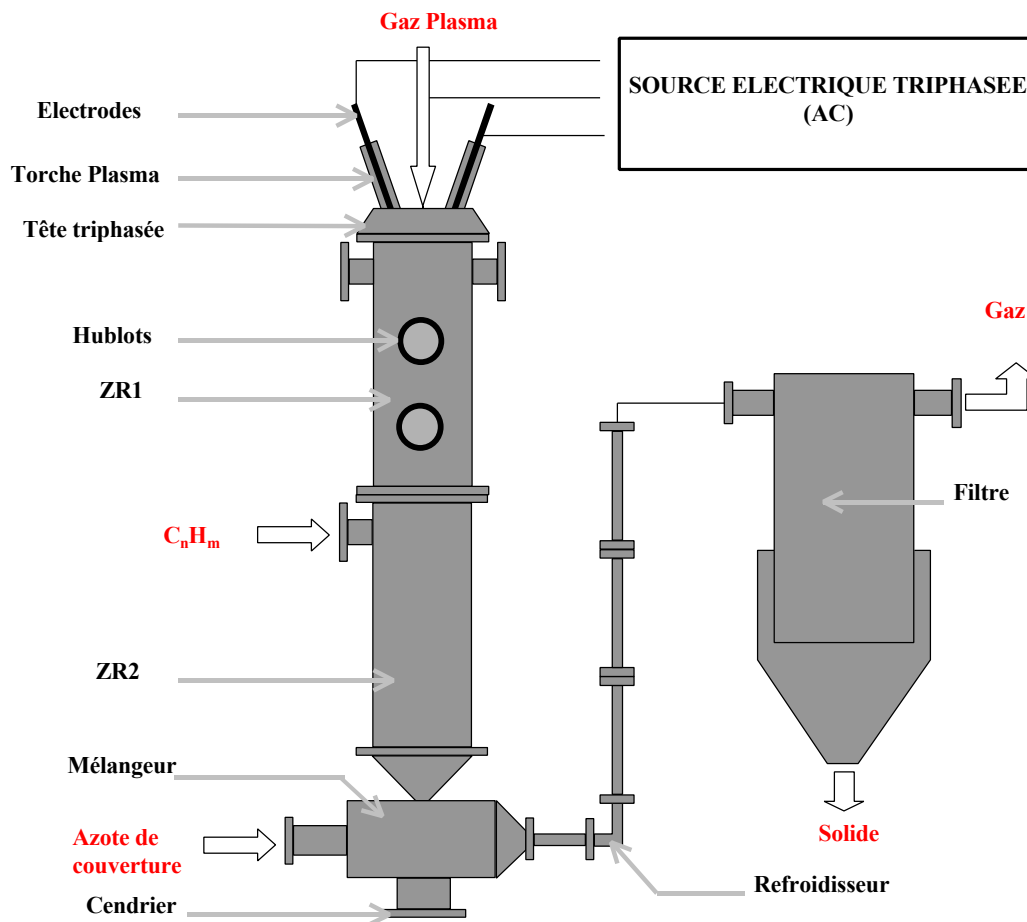 Gaz Plasma
SOURCE ELECTRIQUE TRIPHASEE
(AC)
Electrodes
Torche Plasma
Tête triphasée
Hublots
ZR1
CnHm
ZR2
Mélangeur
Azote de
couverture
Cendrier
Gaz
Filtre
Solide
Refroidisseur